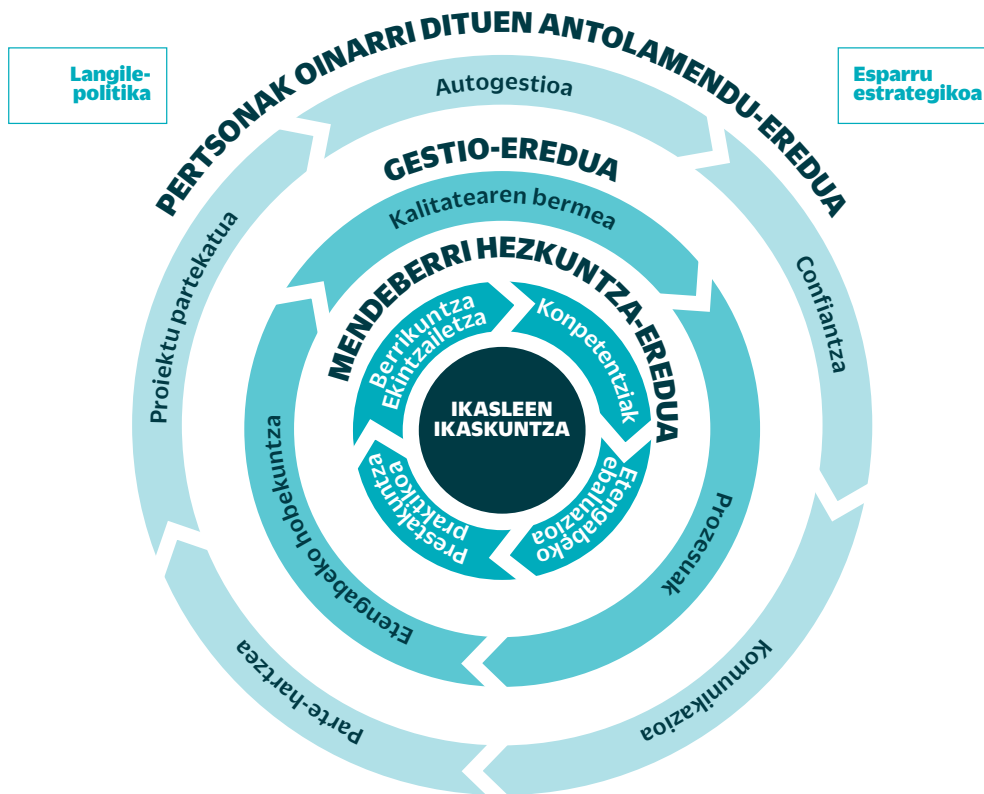 PERTSONAK OINARRI DITUEN ANTOLAMENDU-EREDUA
Langile-
politika
Esparru
estrategikoa
Autogestioa
Confiantza
Komunikazioa
Parte-hartzea
Proiektu partekatua
GESTIO-EREDUA
Kalitatearen bermea
Prozesuak
Etengabeko hobekuntza
MENDEBERRI HEZKUNTZA-EREDUA
Berrikuntza
Ekintzailetza
Konpetentziak
Etengabeko
ebaluazioa
Prestakuntza
praktikoa
IKASLEEN
IKASKUNTZA